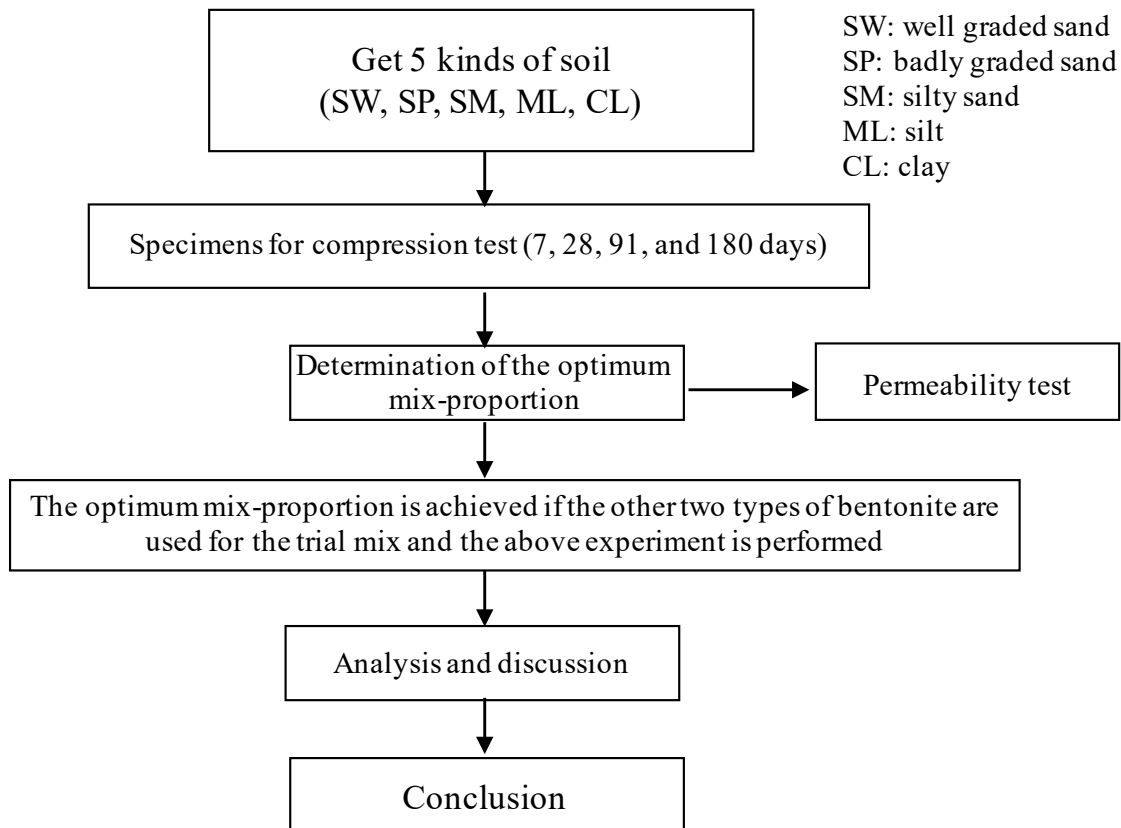 Get 5 kinds of soil
(SW, SP, SM, ML, CL)
SW: well graded sand
SP: badly graded sand
SM: silty sand
ML: silt
CL: clay
Specimens for compression test (7, 28, 91, and 180 days)
Determination of the optimum
mix-proportion
Permeability test
The optimum mix-proportion is achieved if the other two types of bentonite are
used for the trial mix and the above experiment is performed
Analysis and discussion
Conclusion